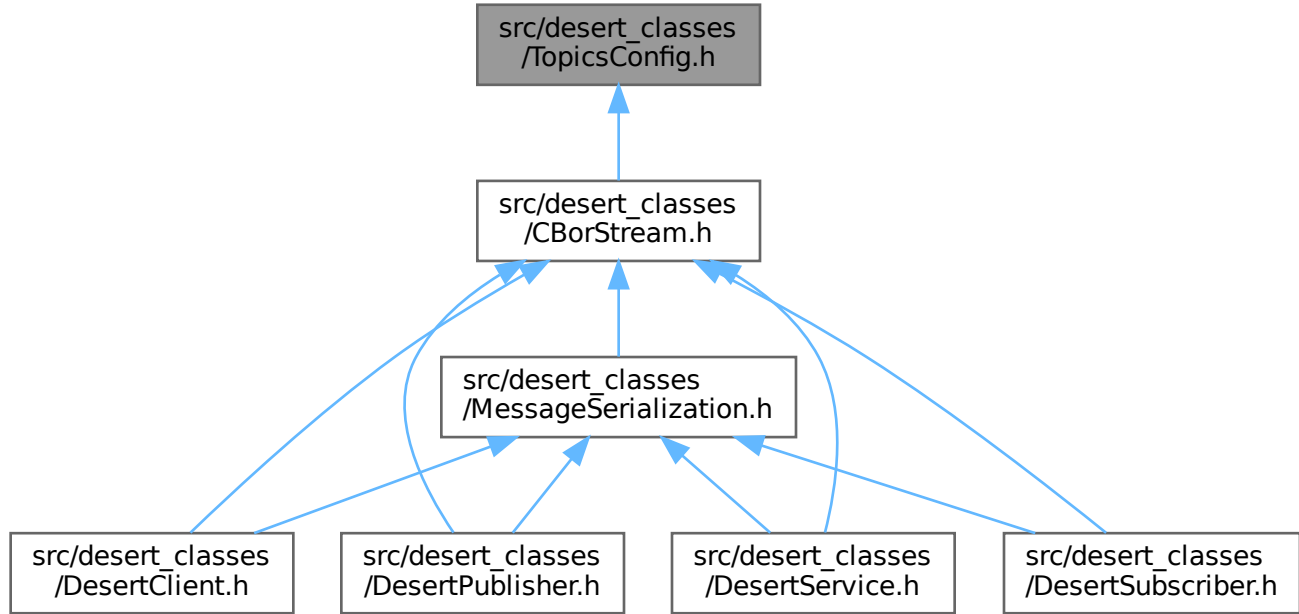 src/desert_classes
/TopicsConfig.h
src/desert_classes
/CBorStream.h
src/desert_classes
/MessageSerialization.h
src/desert_classes
/DesertClient.h
src/desert_classes
/DesertPublisher.h
src/desert_classes
/DesertService.h
src/desert_classes
/DesertSubscriber.h